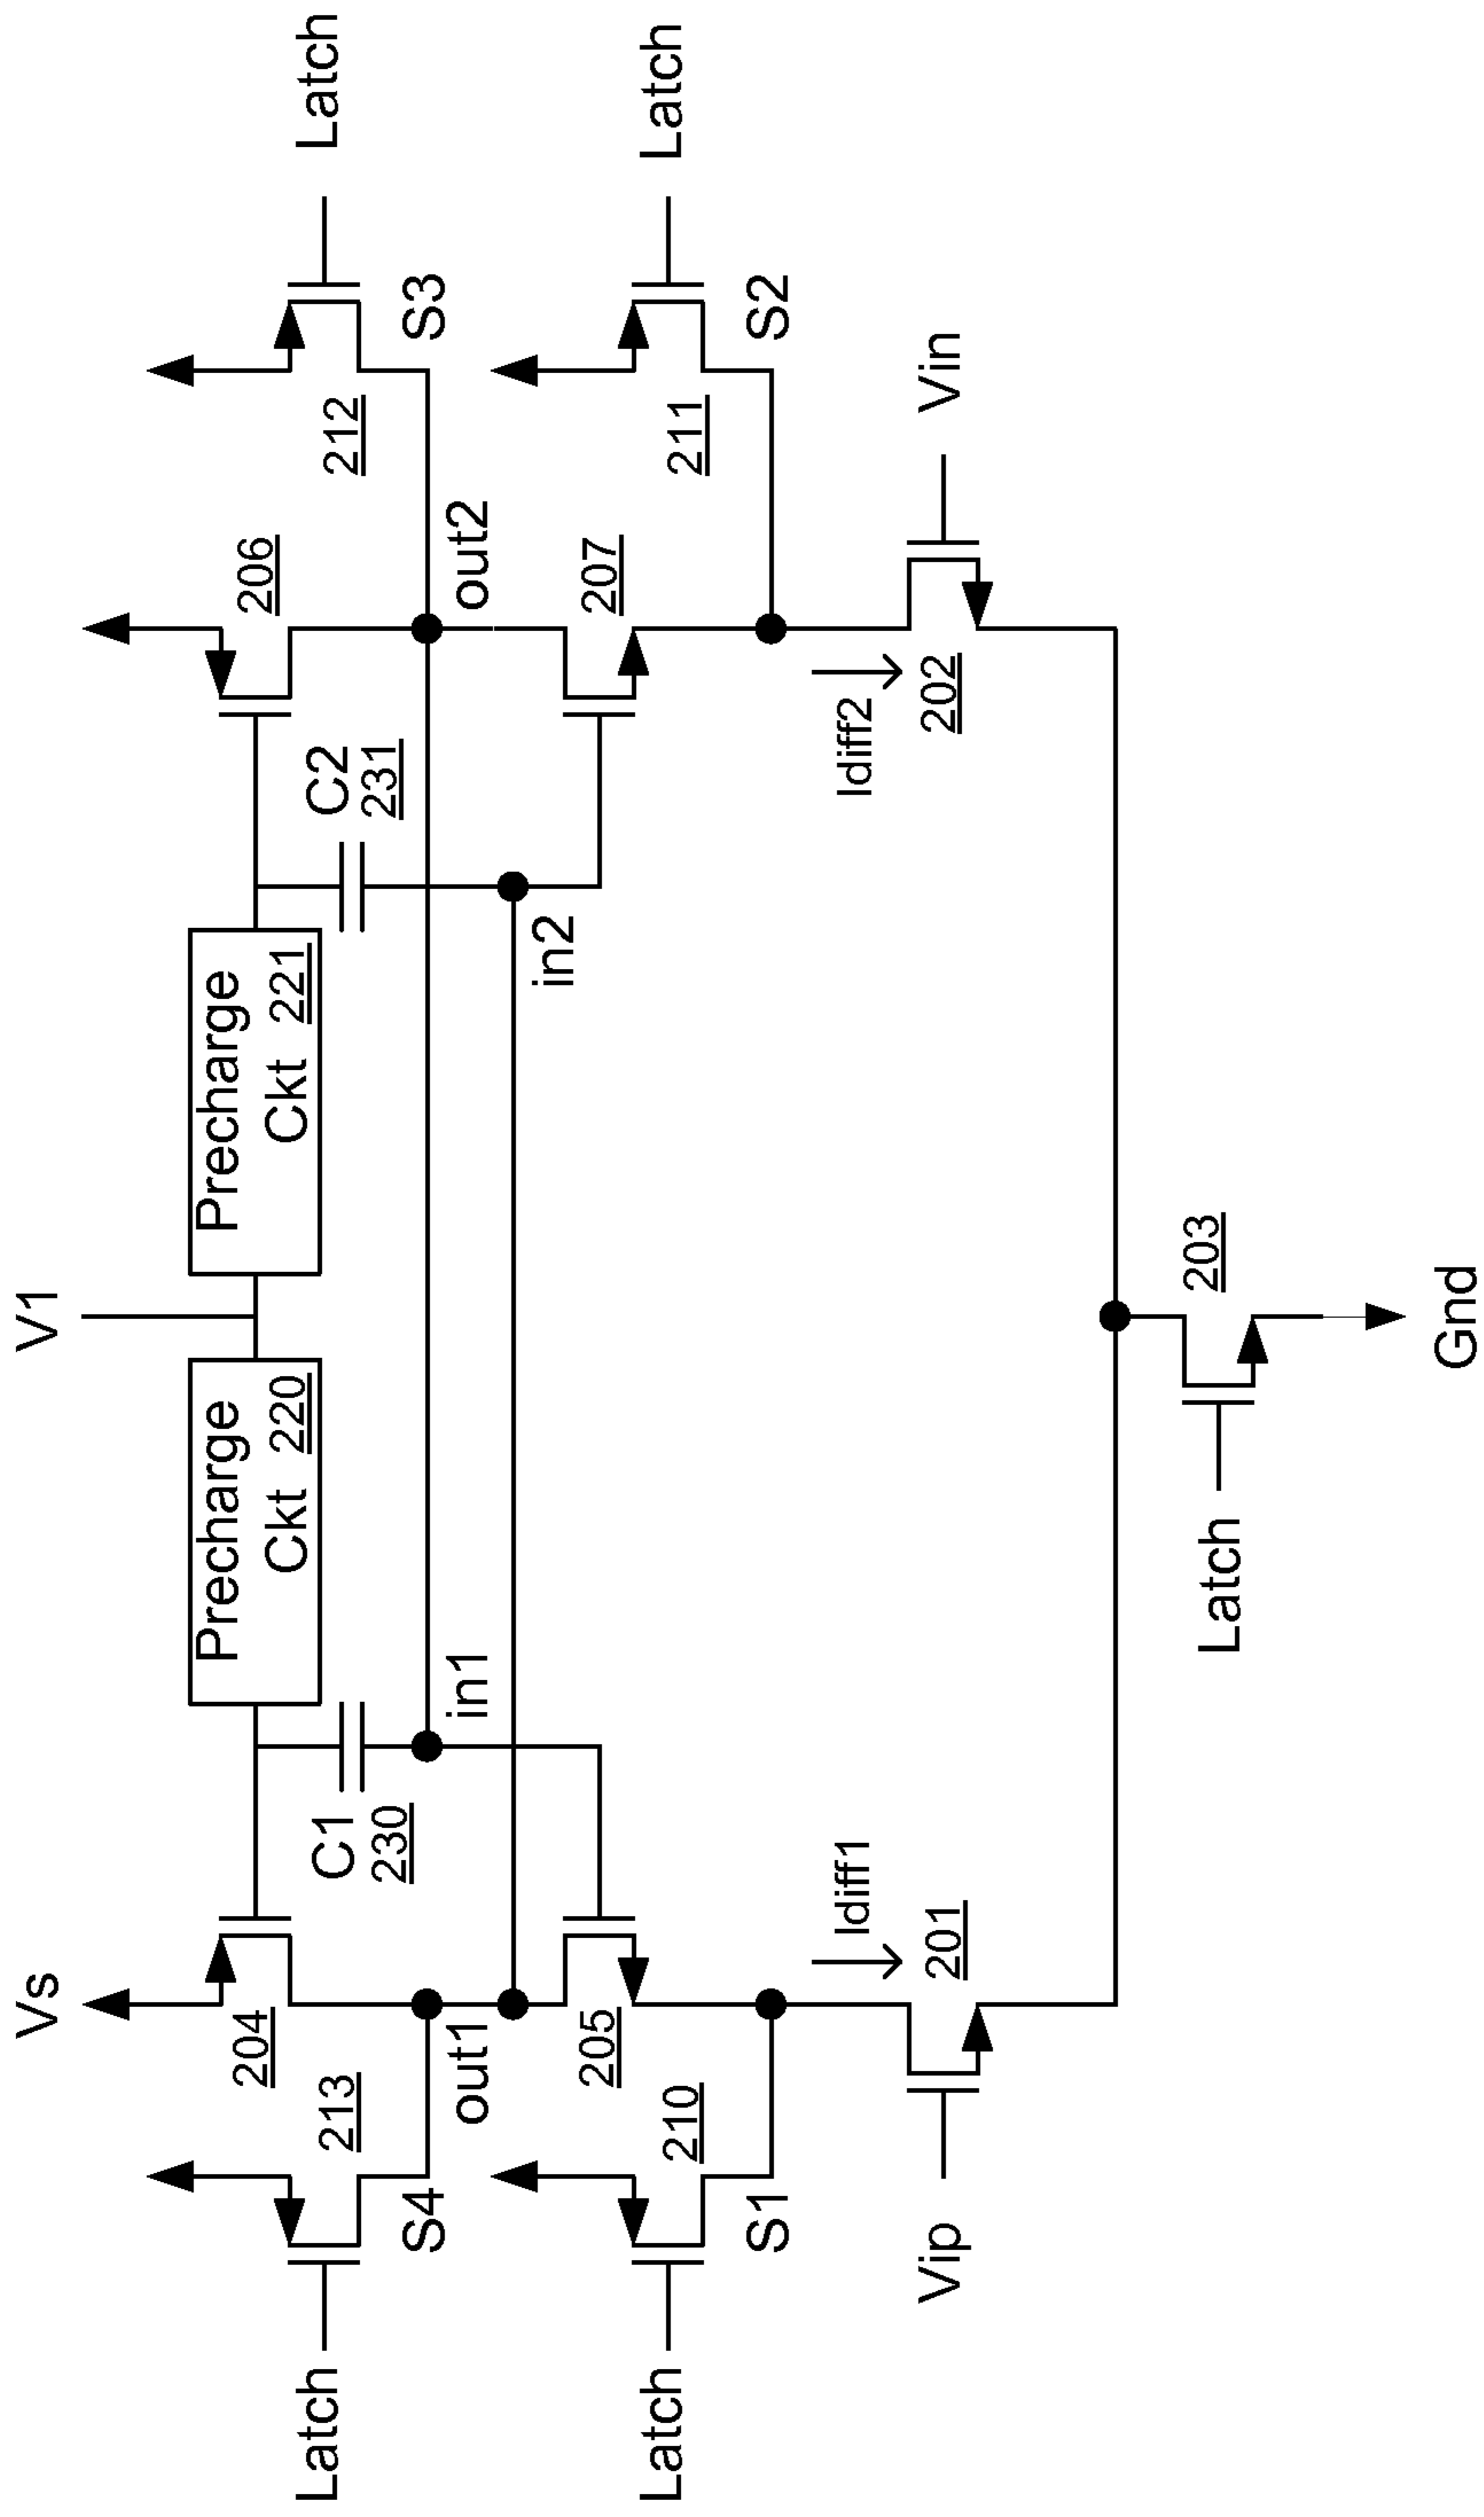 Vs
V1
204
213
Precharge
Ckt 220
Precharge
Ckt 221
206
212
Latch
Latch
S4
C1
230
C2
231
S3
out1
in1
out2
205
210
in2
207
211
Latch
Latch
S1
S2
Idiff1
Idiff2
Vip
201
202
Vin
Latch
203
Gnd